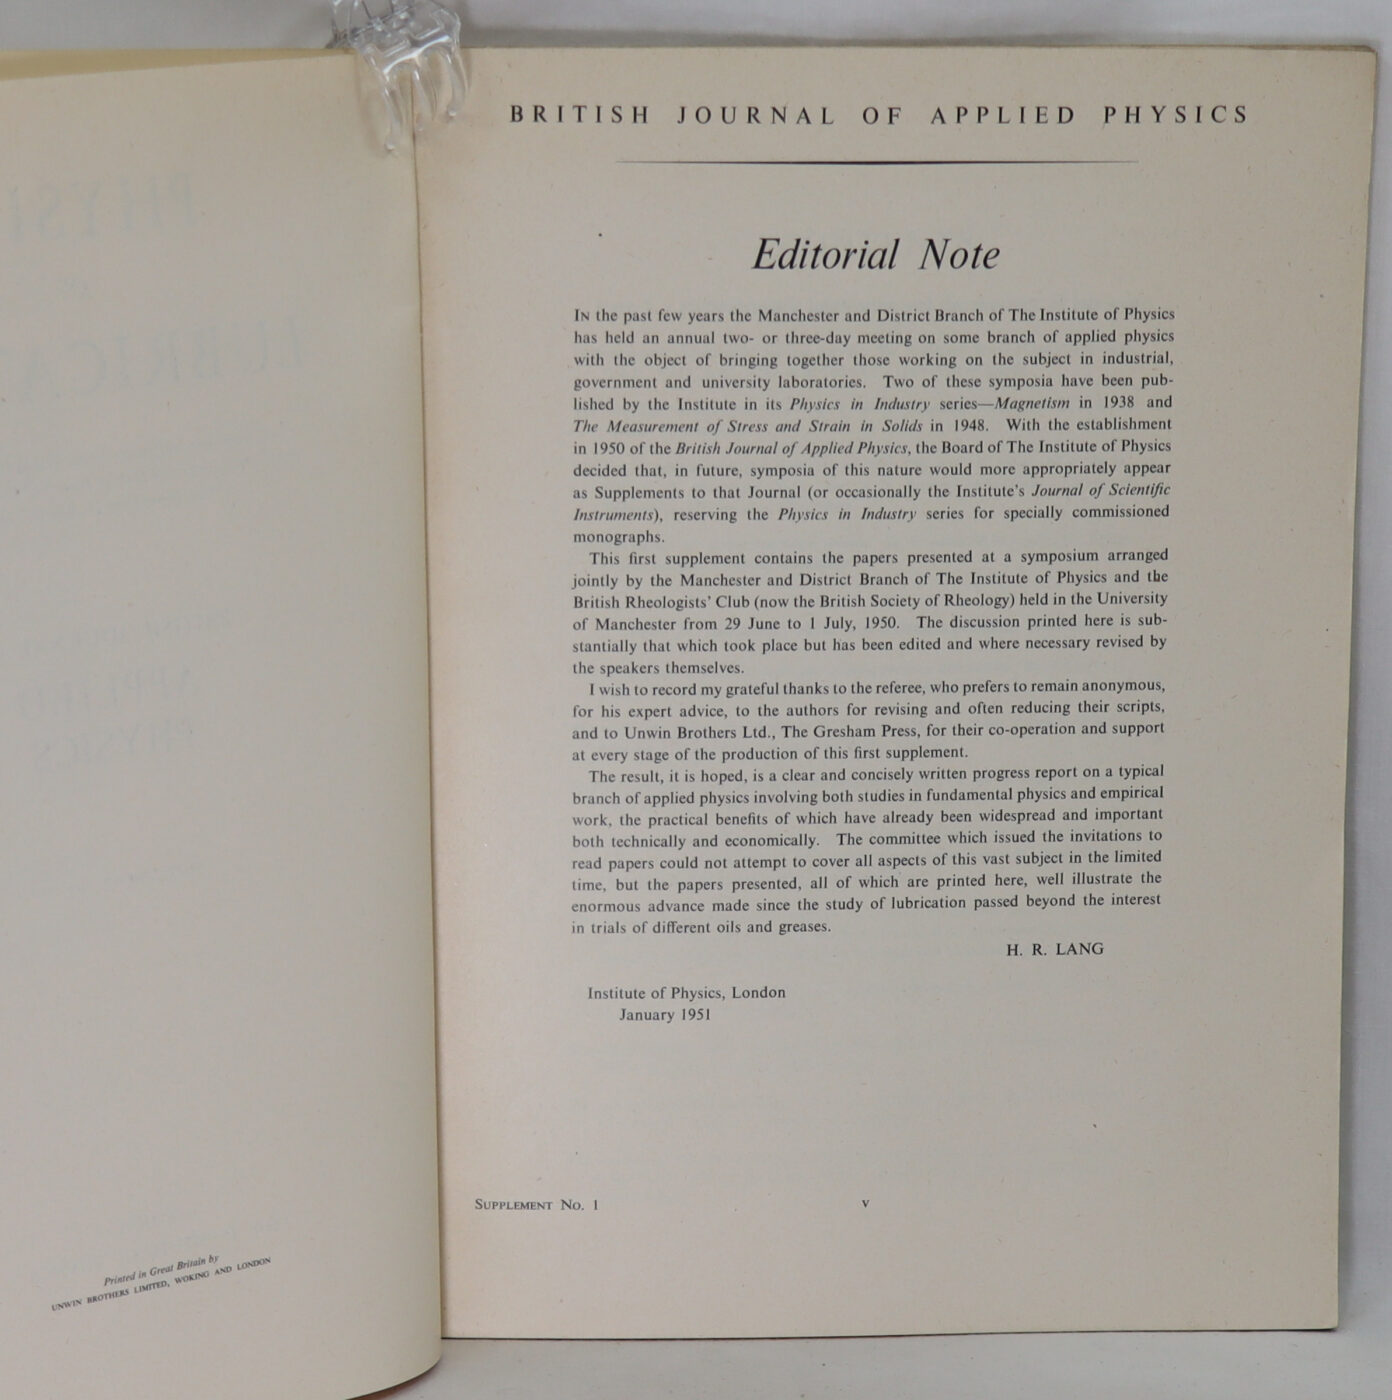 Printed in Great Britain by
UNWIN BROTHERS LIMITED, WOKING AND LONDON
BRITISH JOURNAL OF APPLIED PHYSICS
Editorial Note
IN the past few years the Manchester and District Branch of The Institute of Physics
has held an annual two- or three-day meeting on some branch of applied physics
with the object of bringing together those working on the subject in industrial,
government and university laboratories. Two of these symposia have been pub-
lished by the Institute in its Physics in Industry series—Magnetism in 1938 and
The Measurement of Stress and Strain in Solids in 1948. With the establishment
in 1950 of the British Journal of Applied Physics, the Board of The Institute of Physics
decided that, in future, symposia of this nature would more appropriately appear
as Supplements to that Journal (or occasionally the Institute's Journal of Scientific
Instruments), reserving the Physics in Industry series for specially commissioned
monographs.
This first supplement contains the papers presented at a symposium arranged
jointly by the Manchester and District Branch of The Institute of Physics and the
British Rheologists' Club (now the British Society of Rheology) held in the University
of Manchester from 29 June to 1 July, 1950. The discussion printed here is sub-
stantially that which took place but has been edited and where necessary revised by
the speakers themselves.
I wish to record my grateful thanks to the referee, who prefers to remain anonymous,
for his expert advice, to the authors for revising and often reducing their scripts,
and to Unwin Brothers Ltd., The Gresham Press, for their co-operation and support
at every stage of the production of this first supplement.
The result, it is hoped, is a clear and concisely written progress report on a typical
branch of applied physics involving both studies in fundamental physics and empirical
work, the practical benefits of which have already been widespread and important
both technically and economically. The committee which issued the invitations to
read papers could not attempt to cover all aspects of this vast subject in the limited
time, but the papers presented, all of which are printed here, well illustrate the
enormous advance made since the study of lubrication passed beyond the interest
in trials of different oils and greases.
H. R. LANG
Institute of Physics, London
January 1951
SUPPLEMENT No. 1
v